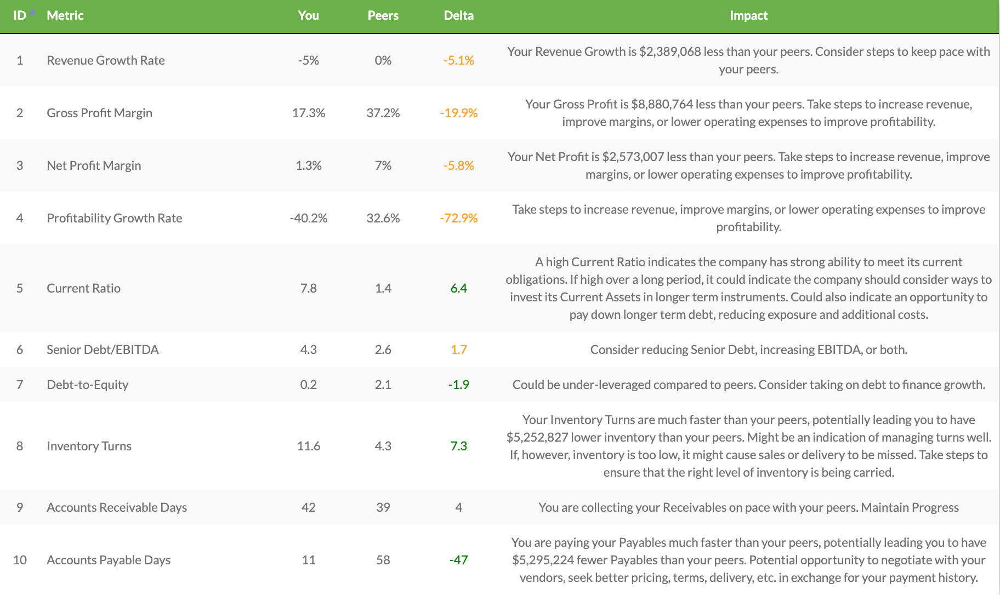 ID Metric You Peers Delta Impact
1 Revenue Growth Rate -5% 0% -5.1% Your Revenue Growth is $2,389,068 less than your peers. Consider steps to keep pace with
your peers.
2 Gross Profit Margin 17.3% 37.2% -19.9% Your Gross Profit is $8,880,764 less than your peers. Take steps to increase revenue,
improve margins, or lower operating expenses to improve profitability.
3 Net Profit Margin 1.3% 7% -5.8% Your Net Profit is $2,573,007 less than your peers. Take steps to increase revenue, improve
margins, or lower operating expenses to improve profitability.
4 Profitability Growth Rate -40.2% 32.6% -72.9% Take steps to increase revenue, improve margins, or lower operating expenses to improve
profitability.
5 Current Ratio 7.8 1.4 6.4 A high Current Ratio indicates the company has strong ability to meet its current
obligations. If high over a long period, it could indicate the company should consider ways to
invest its Current Assets in longer term instruments. Could also indicate an opportunity to
pay down longer term debt, reducing exposure and additional costs.
6 Senior Debt/EBITDA 4.3 2.6 1.7 Consider reducing Senior Debt, increasing EBITDA, or both.
7 Debt-to-Equity 0.2 2.1 -1.9 Could be under-leveraged compared to peers. Consider taking on debt to finance growth.
8 Inventory Turns 11.6 4.3 7.3 Your Inventory Turns are much faster than your peers, potentially leading you to have
$5,252,827 lower inventory than your peers. Might be an indication of managing turns well.
If, however, inventory is too low, it might cause sales or delivery to be missed. Take steps to
ensure that the right level of inventory is being carried.
9 Accounts Receivable Days 42 39 4 You are collecting your Receivables on pace with your peers. Maintain Progress
10 Accounts Payable Days 11 58 -47 You are paying your Payables much faster than your peers, potentially leading you to have
$5,295,224 fewer Payables than your peers. Potential opportunity to negotiate with your
vendors, seek better pricing, terms, delivery, etc. in exchange for your payment history.